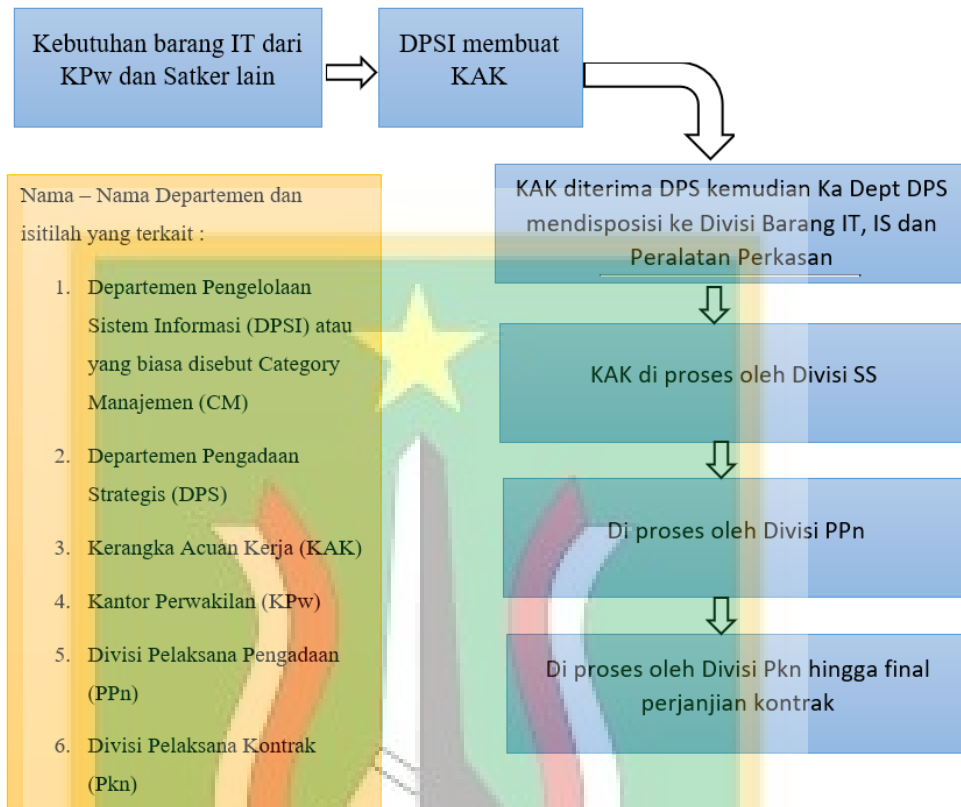 Kebutuhan barang IT dari
KPw dan Satker lain
DPSI membuat
KAK
KAK diterima DPS kemudian Ka Dept DPS
mendisposisi ke Divisi Barang IT, IS dan
Peralatan Perkasan
KAK di proses oleh Divisi SS
Di proses oleh Divisi PPn
Di proses oleh Divisi Pkn hingga final
perjanjian kontrak
Nama – Nama Departemen dan
isitilah yang terkait :
1. Departemen Pengelolaan
Sistem Informasi (DPSI) atau
yang biasa disebut Category
Manajemen (CM)
2. Departemen Pengadaan
Strategis (DPS)
3. Kerangka Acuan Kerja (KAK)
4. Kantor Perwakilan (KPw)
5. Divisi Pelaksana Pengadaan
(PPn)
6. Divisi Pelaksana Kontrak
(Pkn)